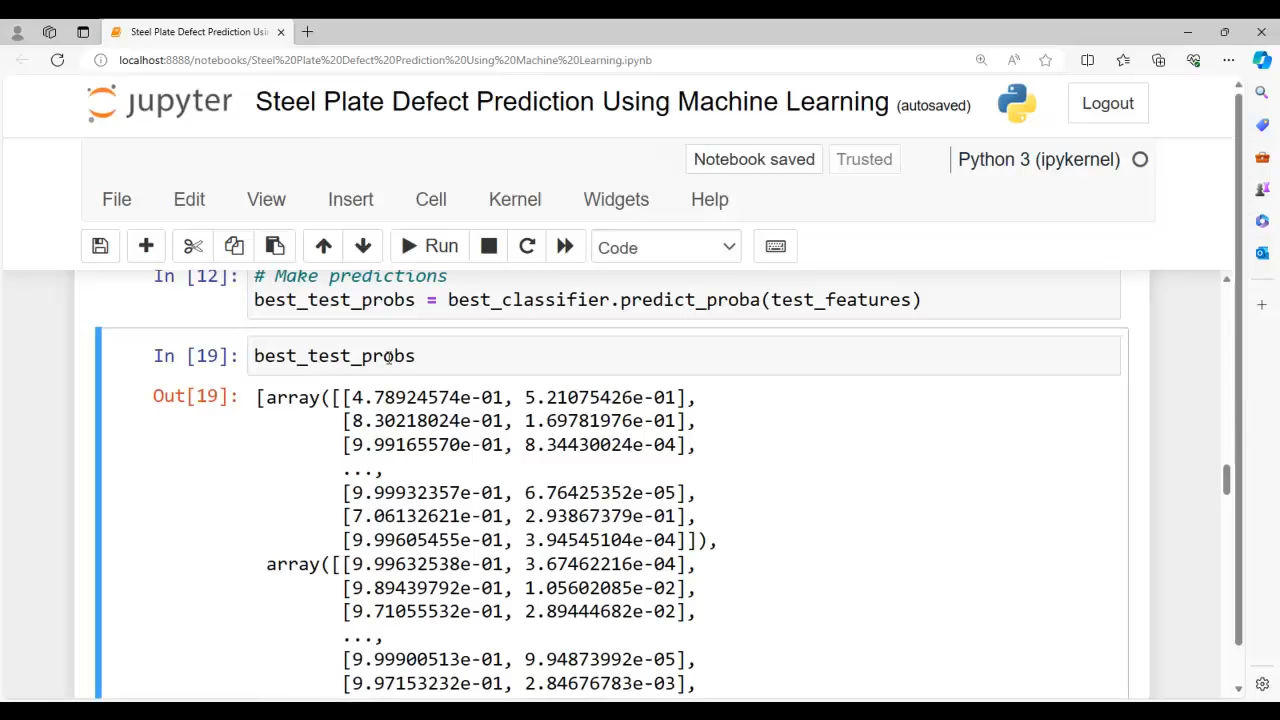 Steel Plate Defect Prediction Usi
localhost:8888/notebooks/Steel%20Plate%20Defect%20Prediction%20Using%20Machine%20Learning.ipynb
jupyter Steel Plate Defect Prediction Using Machine Learning (autosaved) Logout
Notebook saved Trusted Python 3 (ipykernel)
File Edit View Insert Cell Kernel Widgets Help
Run Code
In [12]: # Make predictions
best_test_probs = best_classifier.predict_proba(test_features)
In [19]: best_test_probs
Out[19]: [array([[4.78924574e-01, 5.21075426e-01],
[8.30218024e-01, 1.69781976e-01],
[9.99165570e-01, 8.34430024e-04],
...,
[9.99932357e-01, 6.76425352e-05],
[7.06132621e-01, 2.93867379e-01],
[9.99605455e-01, 3.94545104e-04]]),
array([[9.99632538e-01, 3.67462216e-04],
[9.89439792e-01, 1.05602085e-02],
[9.71055532e-01, 2.89444682e-02],
...,
[9.99900513e-01, 9.94873992e-05],
[9.97153232e-01, 2.84676783e-03],